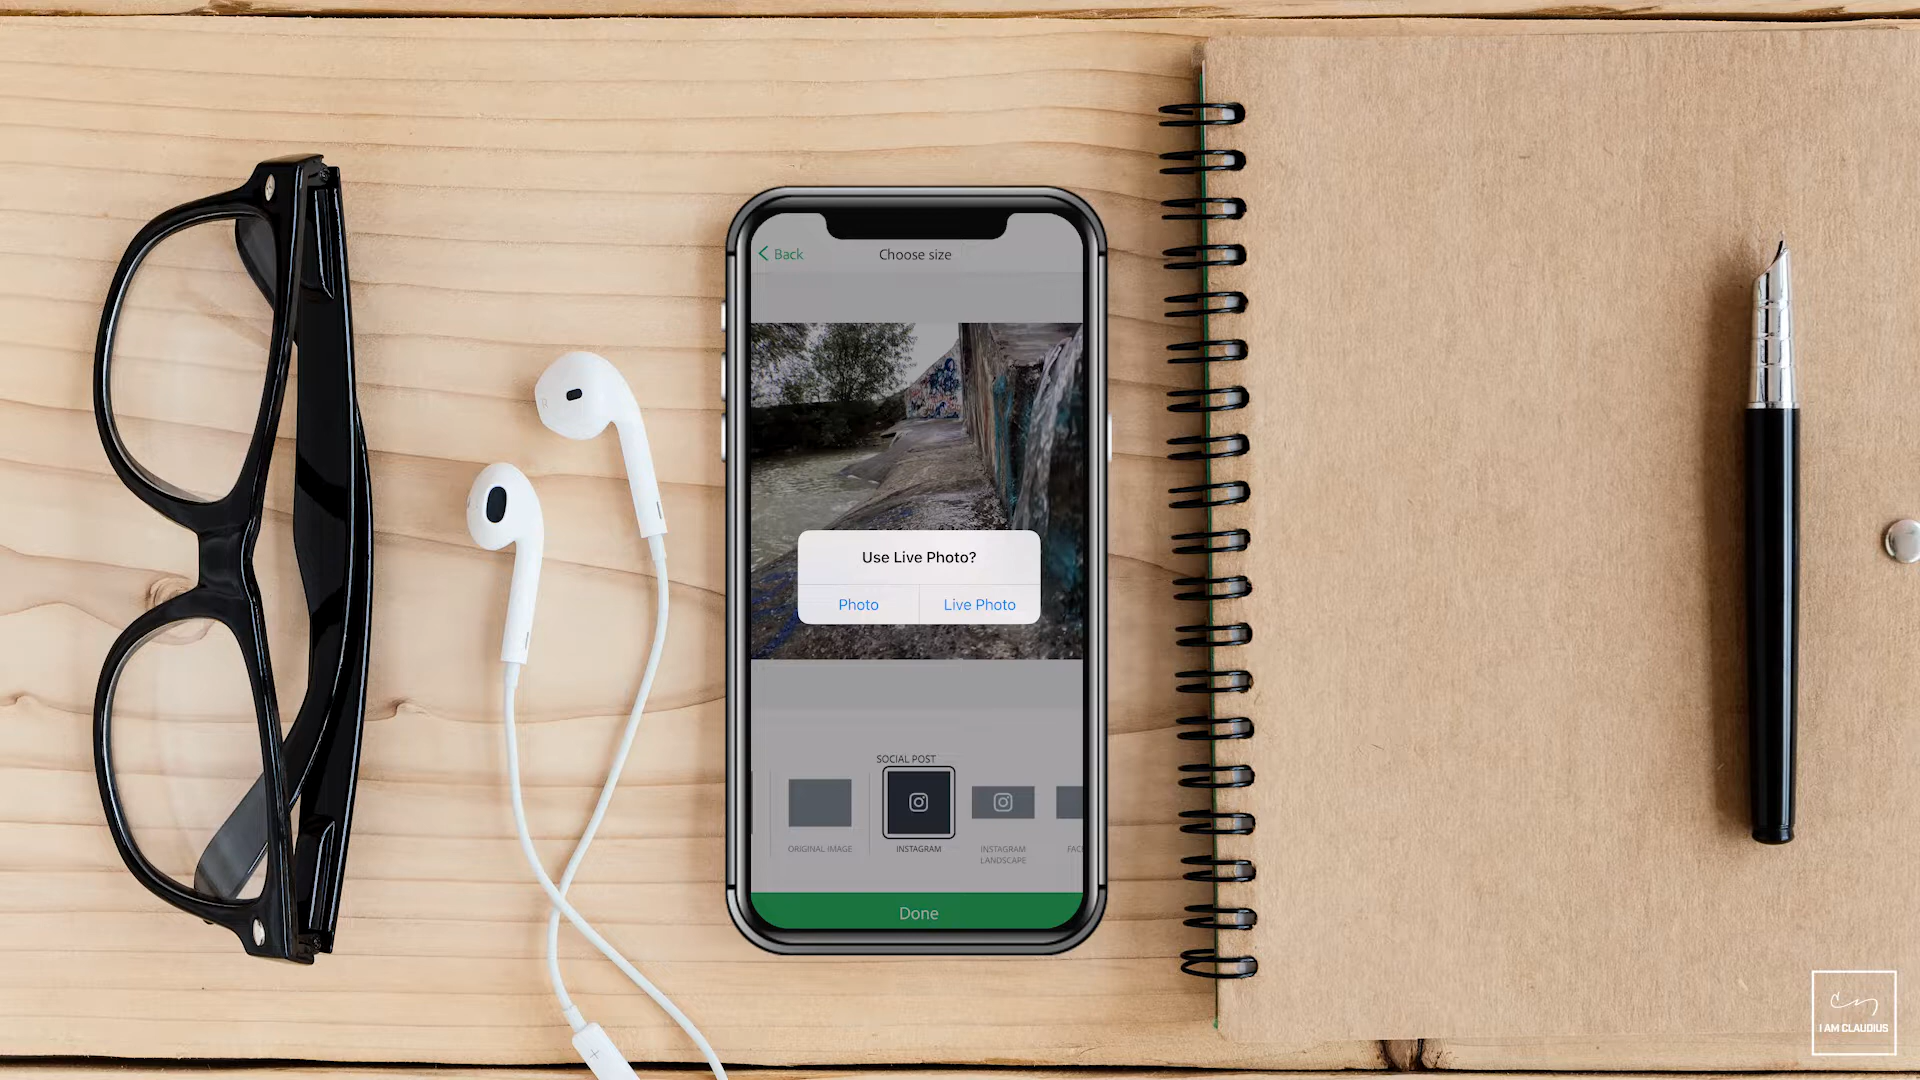 Back
Choose size
Use Live Photo?
Photo
Live Photo
SOCIAL POST
ORIGINAL IMAGE
INSTAGRAM
INSTAGRAM
LANDSCAPE
Done
I AM CLAUDIUS